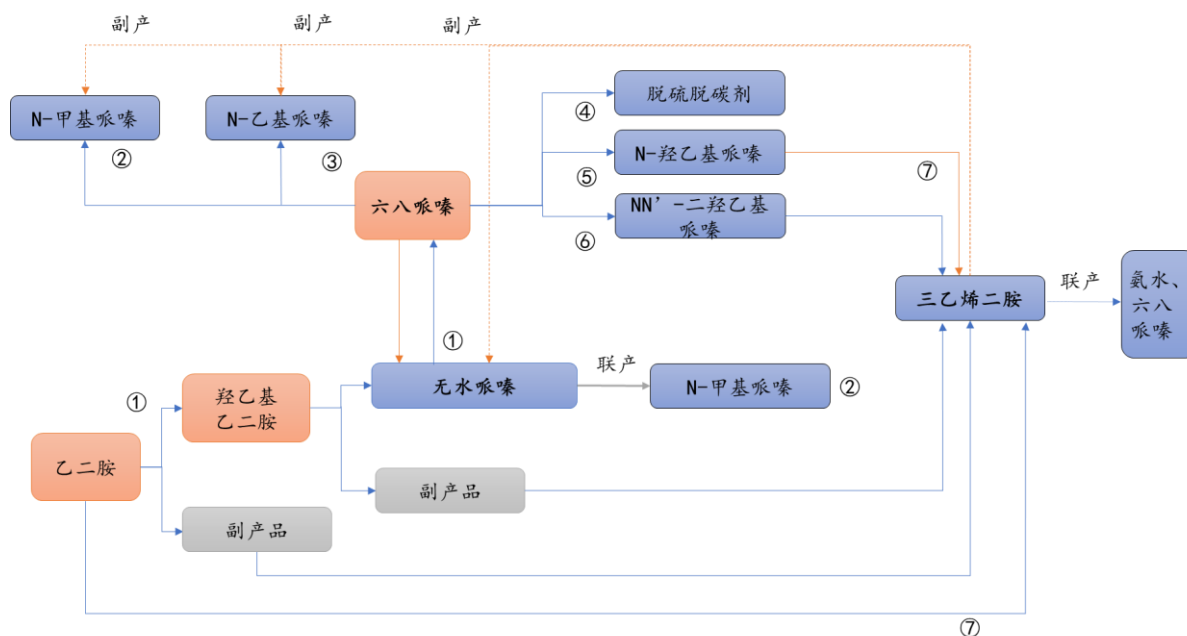 副产
副产
副产
N-甲基哌嗪
N-乙基哌嗪
脱硫脱碳剂
④
②
③
N-羟乙基哌嗪
⑦
⑤
六八哌嗪
NN’-二羟乙基
哌嗪
⑥
三乙烯二胺
联产
氨水、
六八
哌嗪
①
无水哌嗪
联产
N-甲基哌嗪
②
①
羟乙基
乙二胺
乙二胺
副产品
副产品
⑦